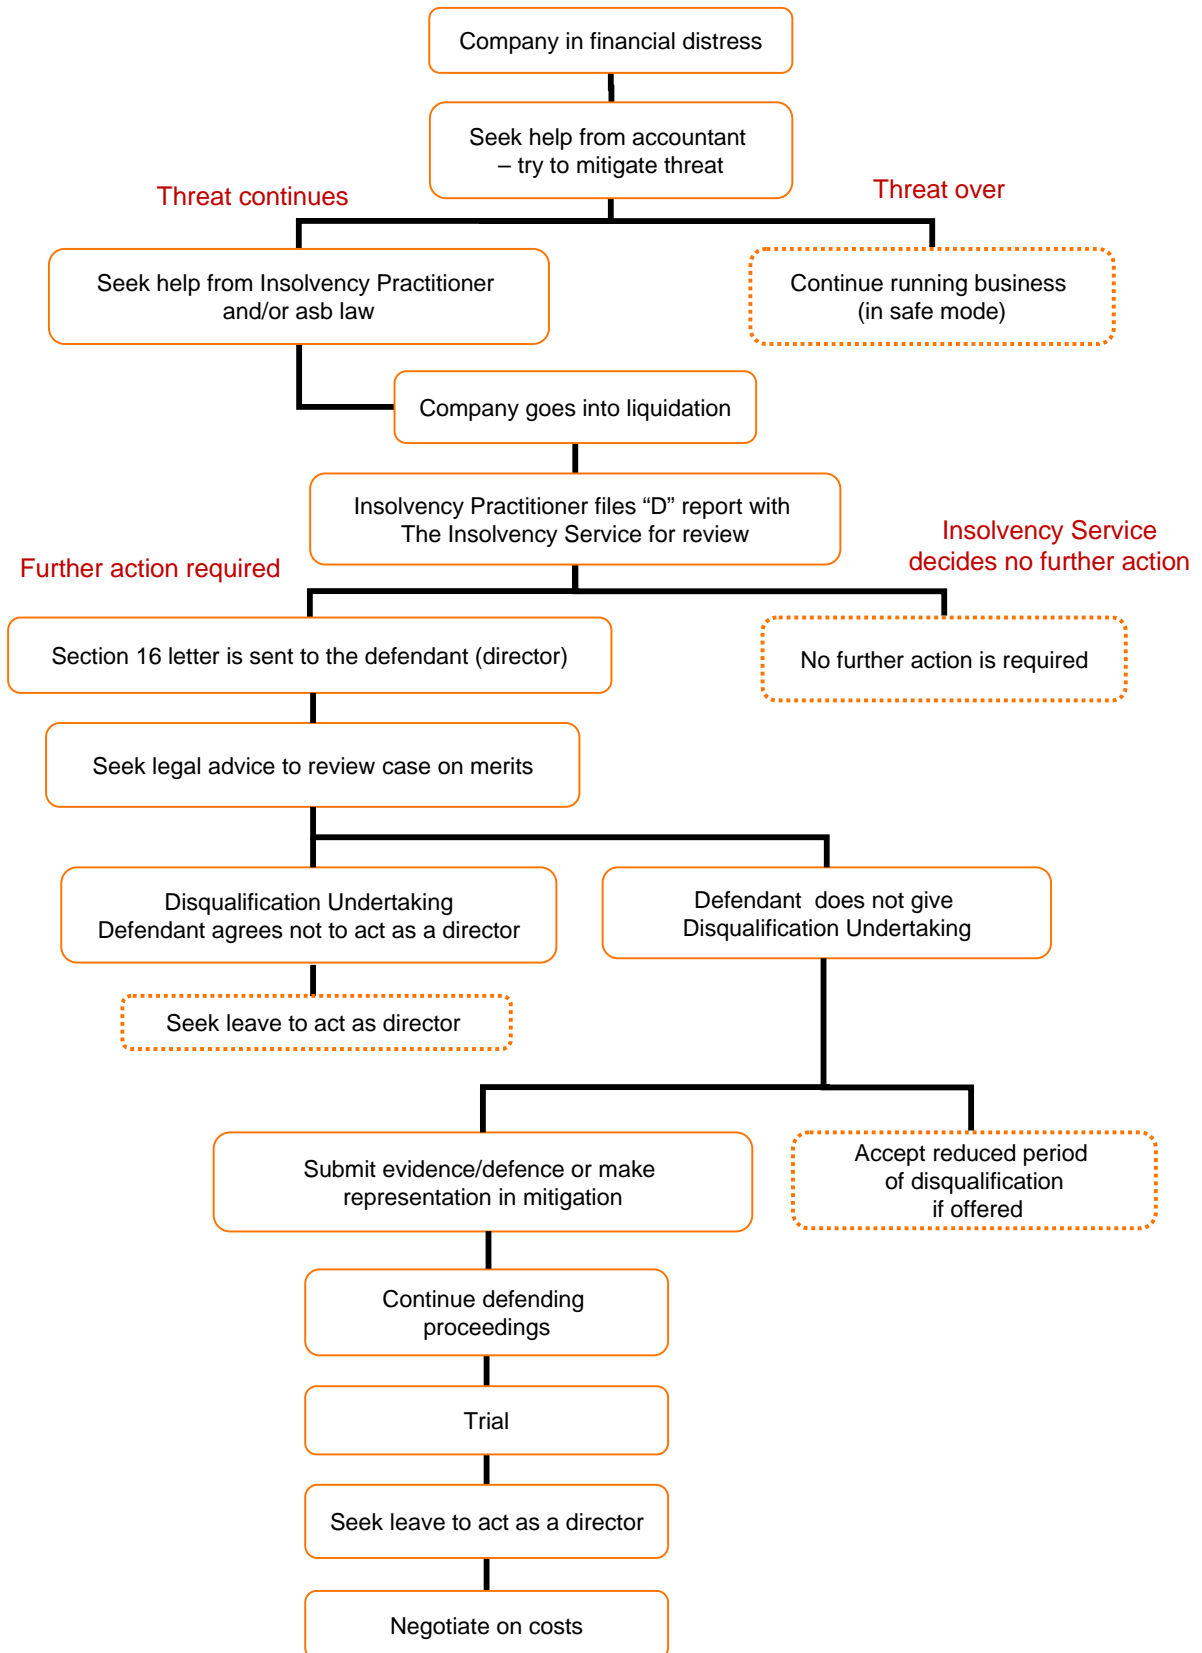 Company in financial distress
Seek help from accountant
– try to mitigate threat
Threat continues
Threat over
Seek help from Insolvency Practitioner
and/or asb law
Continue running business
(in safe mode)
Company goes into liquidation
Insolvency Practitioner files “D” report with
The Insolvency Service for review
Further action required
Insolvency Service
decides no further action
Section 16 letter is sent to the defendant (director)
No further action is required
Seek legal advice to review case on merits
Disqualification Undertaking
Defendant agrees not to act as a director
Defendant does not give
Disqualification Undertaking
Seek leave to act as director
Submit evidence/defence or make
representation in mitigation
Accept reduced period
of disqualification
if offered
Continue defending
proceedings
Trial
Seek leave to act as a director
Negotiate on costs